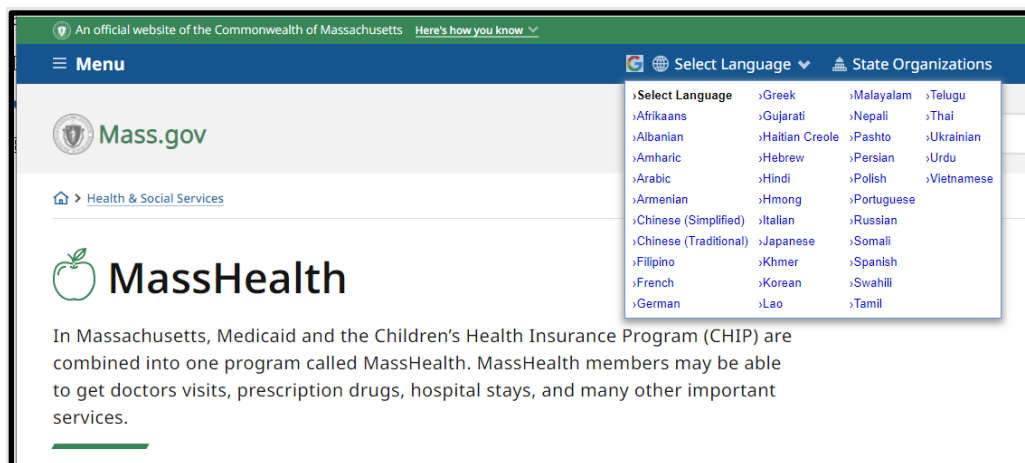 An official website of the Commonwealth of Massachusetts Here's how you know
Menu
Select Language
State Organizations
Mass.gov
›Select Language
›Afrikaans
›Albanian
›Amharic
›Arabic
›Armenian
›Chinese (Simplified)
›Chinese (Traditional)
›Filipino
›French
›German
›Greek
›Gujarati
›Haitian Creole
›Hebrew
›Hindi
›Hmong
›Italian
›Japanese
›Khmer
›Korean
›Lao
›Malayalam
›Nepali
›Pashto
›Persian
›Polish
›Portuguese
›Russian
›Somali
›Spanish
›Swahili
›Tamil
›Telugu
›Thai
›Ukrainian
›Urdu
›Vietnamese
Health & Social Services
MassHealth
In Massachusetts, Medicaid and the Children’s Health Insurance Program (CHIP) are
combined into one program called MassHealth. MassHealth members may be able
to get doctors visits, prescription drugs, hospital stays, and many other important
services.